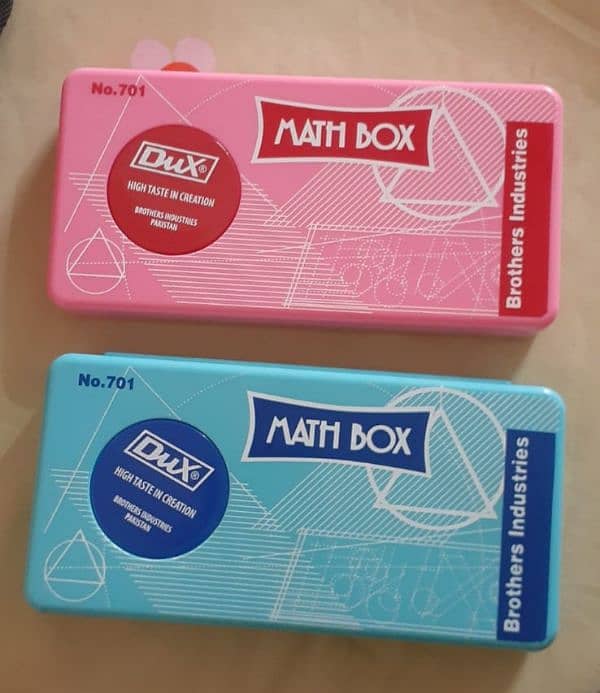 No.701
MATH BOX
DUX®
HIGH TASTE IN CREATION
BROTHERS INDUSTRIES
PAKISTAN
Brothers Industries
No.701
MATH BOX
DUX®
HIGH TASTE IN CREATION
BROTHERS INDUSTRIES
PAKISTAN
Brothers Industries